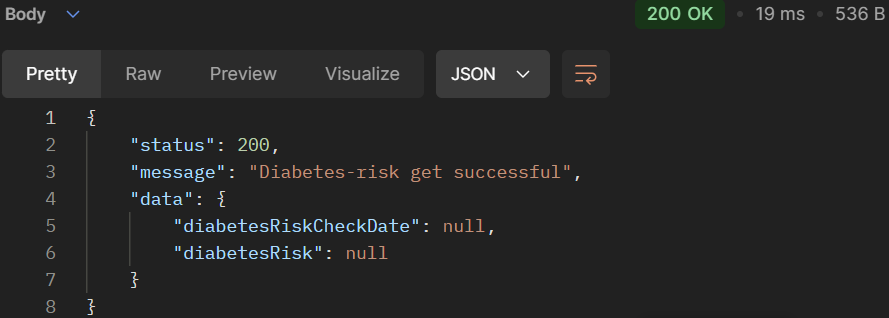 Body 200 OK • 19 ms • 536 B
Pretty Raw Preview Visualize JSON
1 {
2 "status": 200,
3 "message": "Diabetes-risk get successful",
4 "data": {
5 "diabetesRiskCheckDate": null,
6 "diabetesRisk": null
7 }
8 }